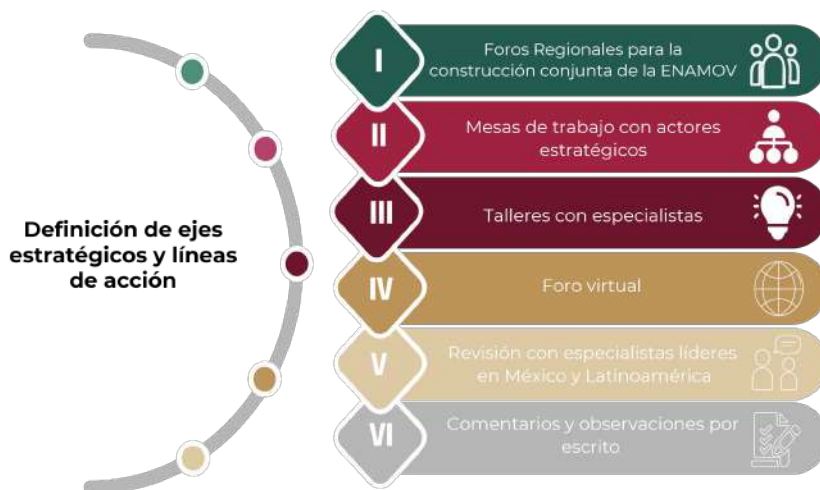 Definición de ejes
estratégicos y líneas
de acción
I
Foros Regionales para la
construcción conjunta de la ENAMOV
II
Mesas de trabajo con actores
estratégicos
III
Talleres con especialistas
IV
Foro virtual
V
Revisión con especialistas líderes
en México y Latinoamérica
VI
Comentarios y observaciones por
escrito